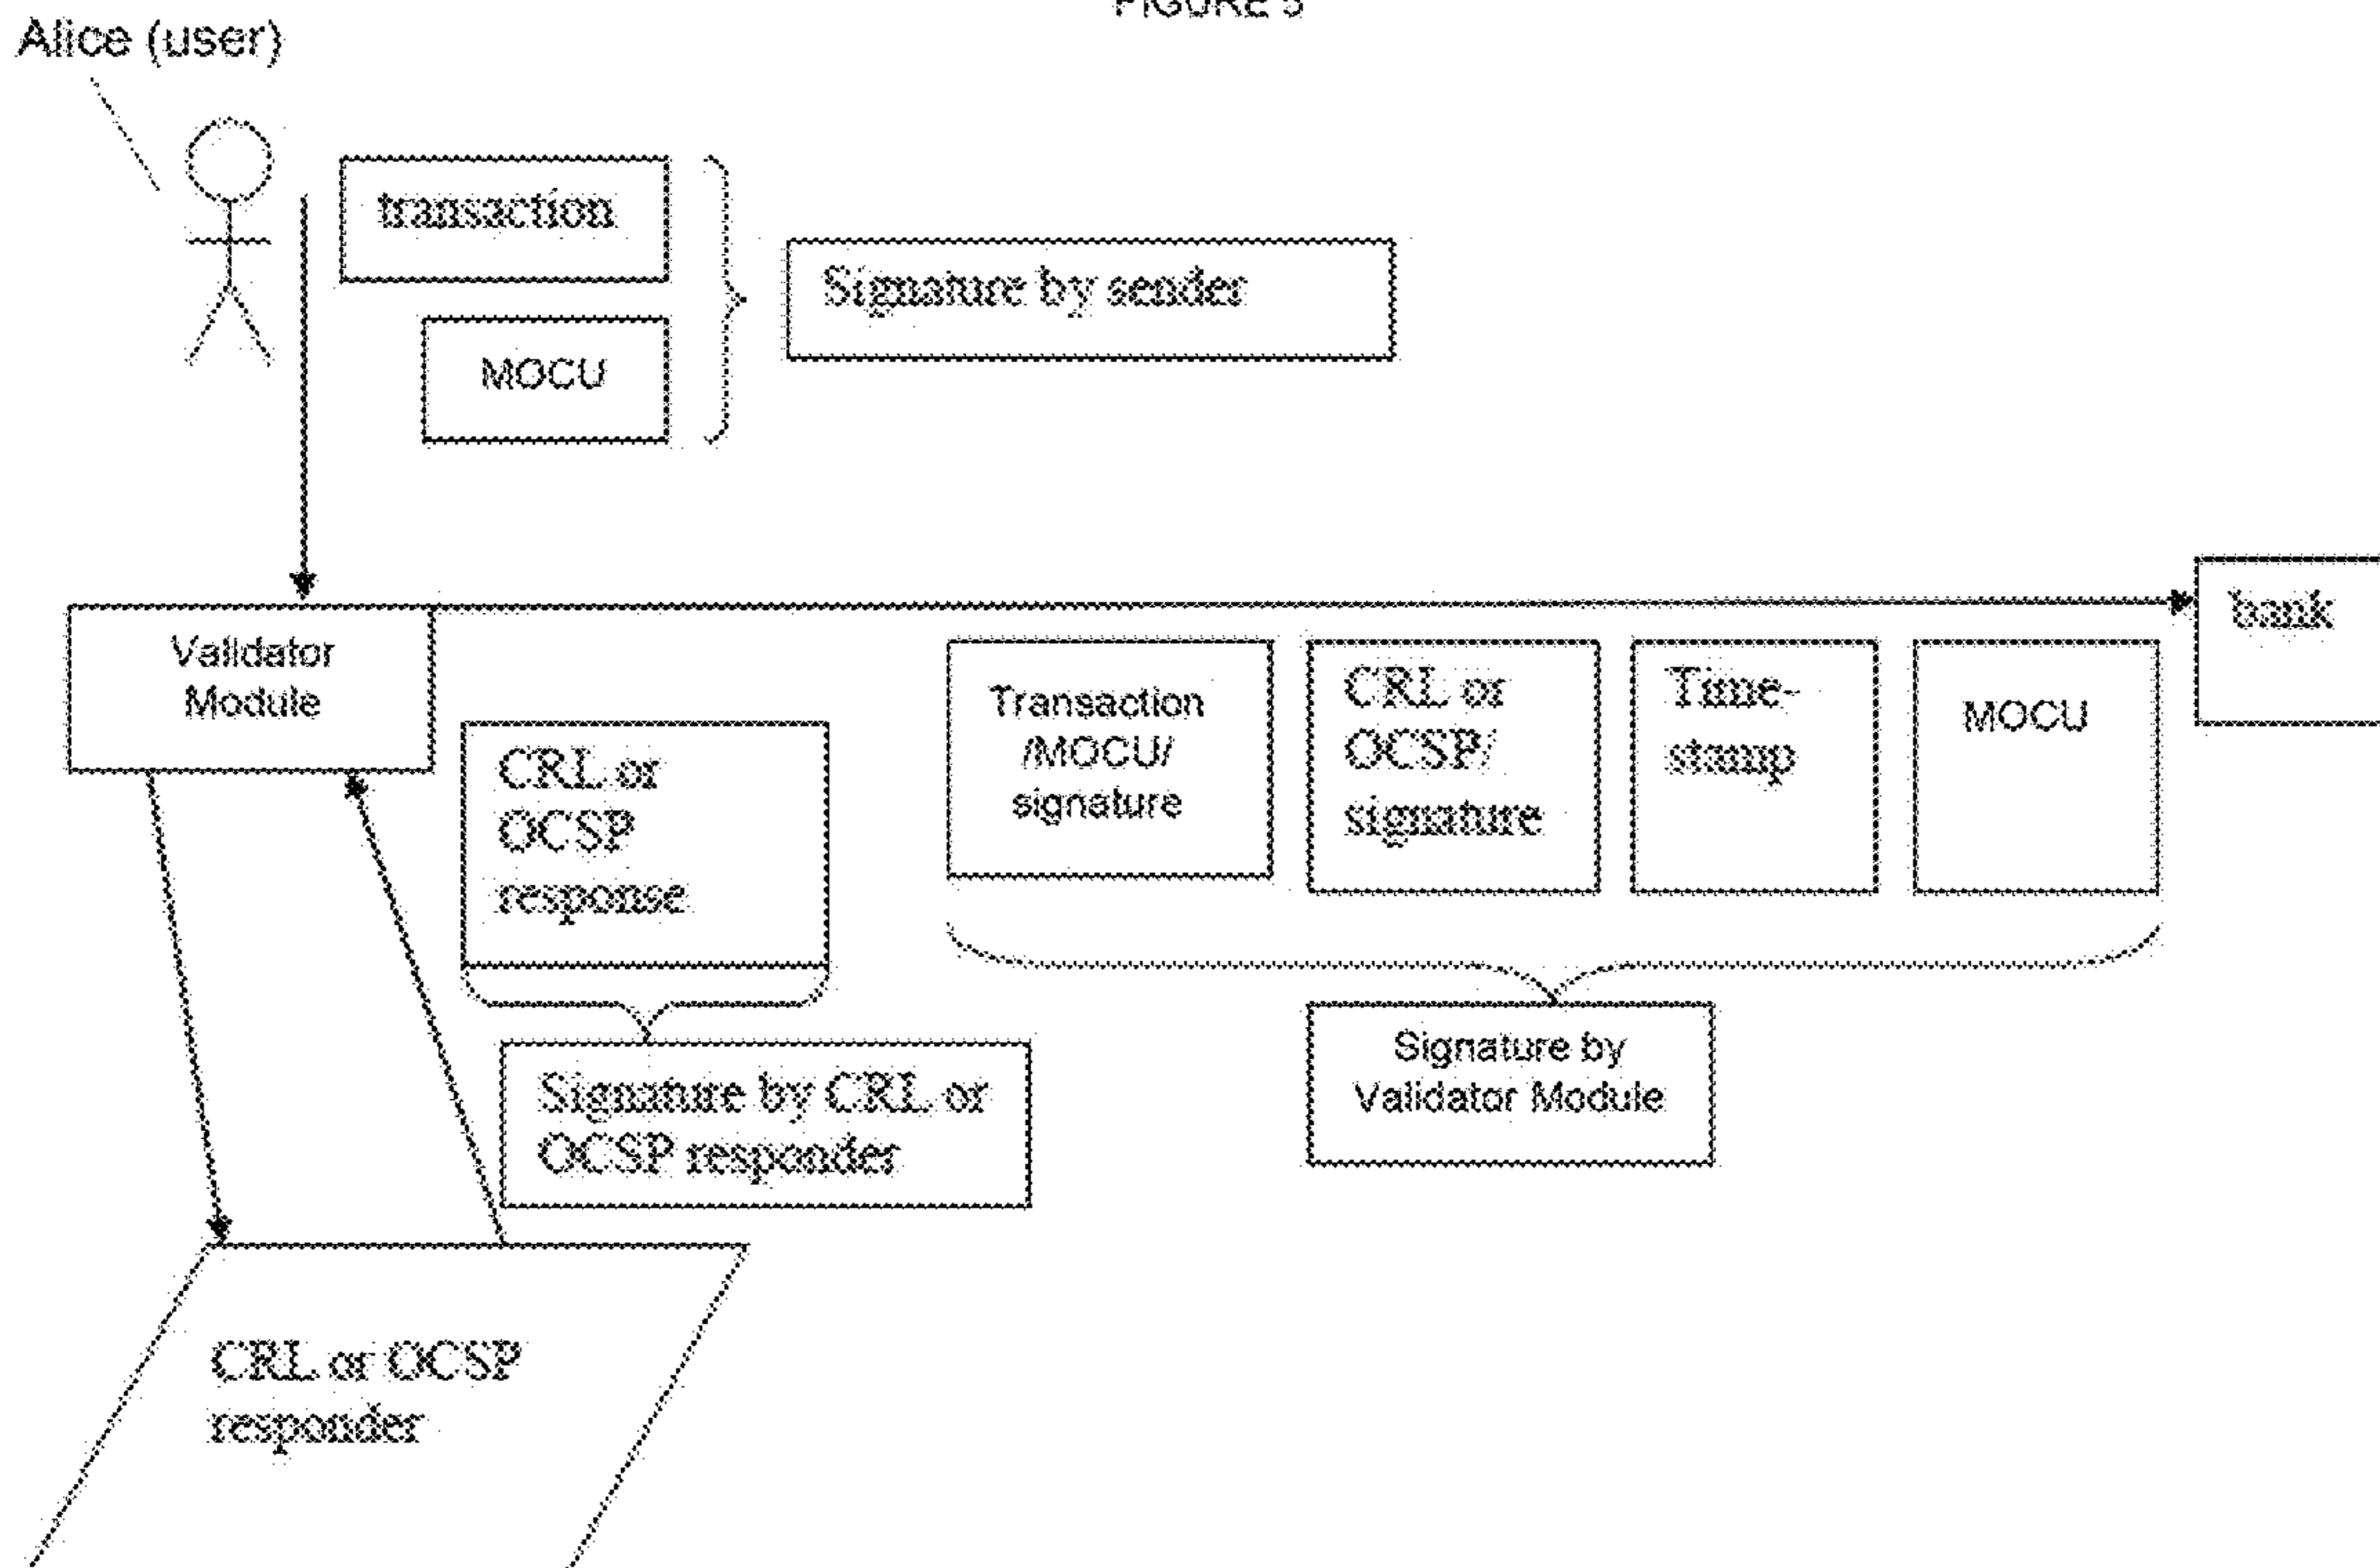 FIGURE 5
Alice (user)
transaction
Signature by sender
MOCU
bank
Validator
Module
CRL or
OCSP
response
Transaction
/MOCU/
signature
CRL or
OCSP/
signature
Time-
stamp
MOCU
Signature by CRL or
OCSP responder
Signature by
Validator Module
CRL or OCSP
responder